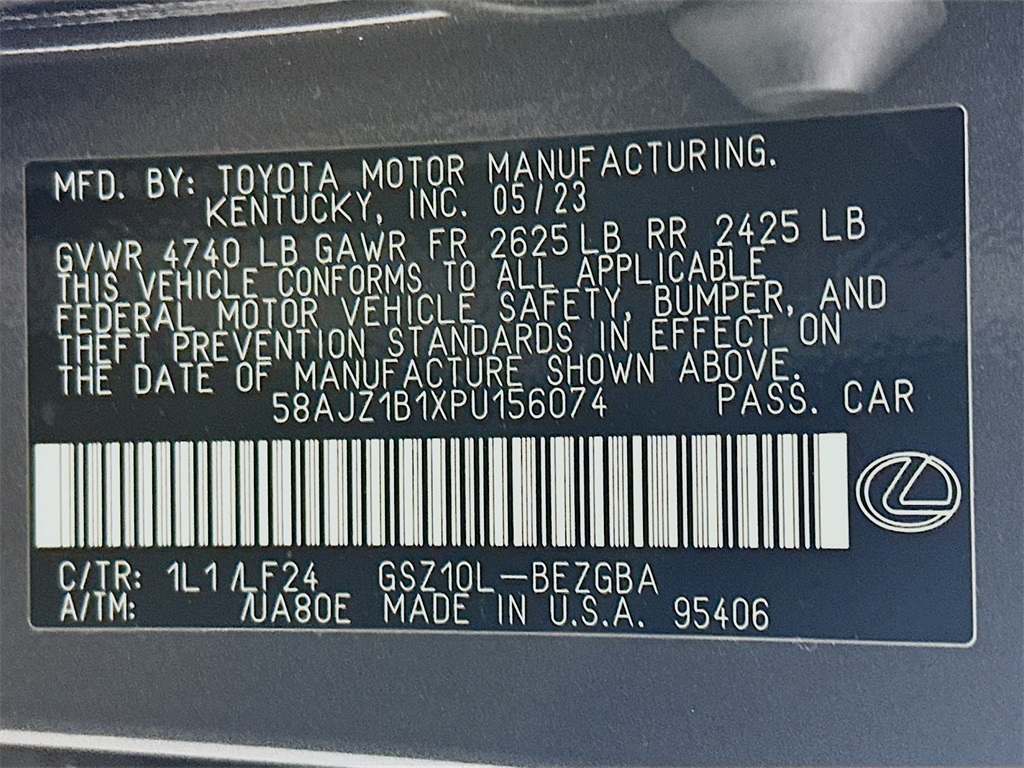 MFD. BY: TOYOTA MOTOR MANUFACTURING.
KENTUCKY, INC. 05/23
GVWR 4740 LB GAWR FR 2625 LB RR 2425 LB
THIS VEHICLE CONFORMS TO ALL APPLICABLE
FEDERAL MOTOR VEHICLE SAFETY, BUMPER, AND
THEFT PREVENTION STANDARDS IN EFFECT ON
THE DATE OF MANUFACTURE SHOWN ABOVE.
58AJZ1B1XPU156074 PASS. CAR
C/TR: 1L1 /LF24 GSZ10L-BEZGBA
A/TM: /UA80E MADE IN U.S.A. 95406